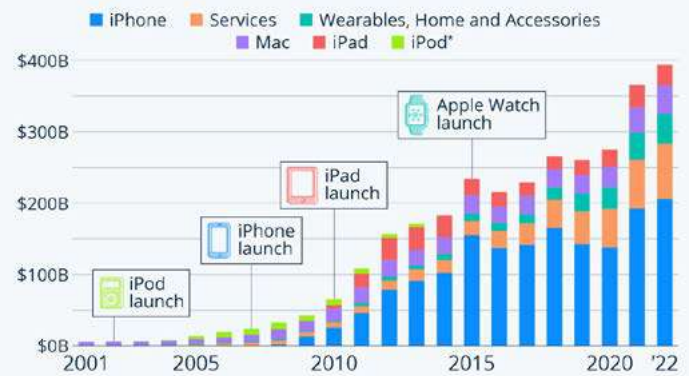 iPhone Services Wearables, Home and Accessories
Mac iPad iPod*
$400B
$300B
Apple Watch
launch
$200B
iPad
launch
iPhone
launch
$100B
iPod
launch
$0B
2001 2005 2010 2015 2020 '22